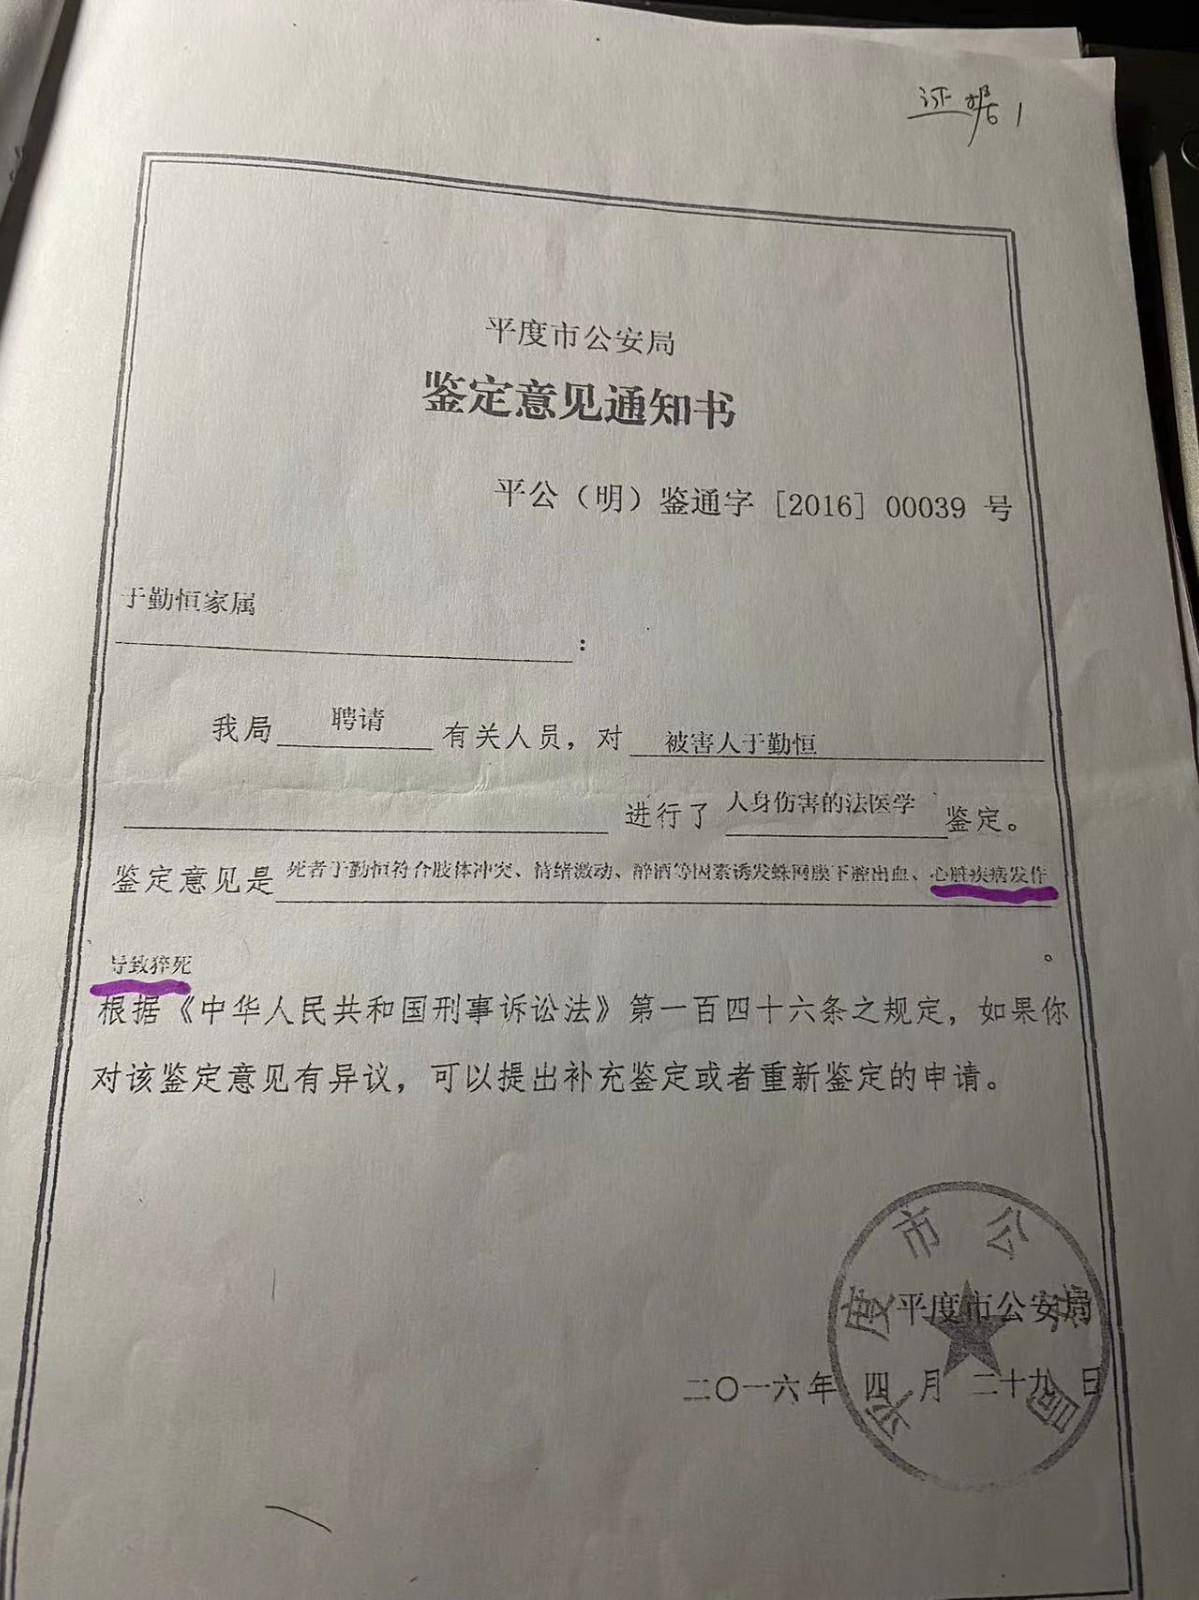 证据1
平度市公安局
鉴定意见通知书
平公（明）鉴通字［2016］00039 号
于勤恒家属
：
我局 聘请 有关人员，对 被害人于勤恒
进行了 人身伤害的法医学 鉴定。
鉴定意见是 死者于勤恒符合肢体冲突、情绪激动、醉酒等因素诱发蛛网膜下腔出血、心脏疾病发作
导致猝死 。
根据《中华人民共和国刑事诉讼法》第一百四十六条之规定，如果你
对该鉴定意见有异议，可以提出补充鉴定或者重新鉴定的申请。
平度市公安局
平度市公安局
二〇一六年 四 月 二十九 日